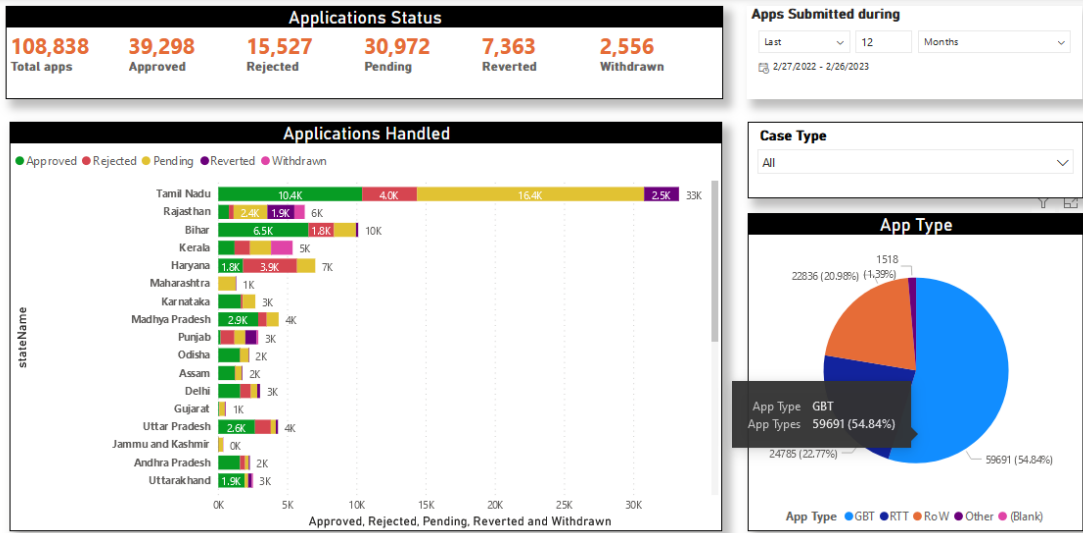 Applications Status
108,838 39,298 15,527 30,972 7,363 2,556
Total apps Approved Rejected Pending Reverted Withdrawn
Apps Submitted during
Last 12 Months
2/27/2022 - 2/26/2023
Applications Handled
Approved Rejected Pending Reverted Withdrawn
stateName
Tamil Nadu 10.4K 4.0K 16.4K 2.5K 33K
Rajasthan 2.4K 1.9K 6K
Bihar 6.5K 1.8K 10K
Kerala 5K
Haryana 1.8K 3.9K 7K
Maharashtra 1K
Karnataka 3K
Madhya Pradesh 2.9K 4K
Punjab 3K
Odisha 2K
Assam 2K
Delhi 3K
Gujarat 1K
Uttar Pradesh 2.6K 4K
Jammu and Kashmir 0K
Andhra Pradesh 2K
Uttarakhand 1.9K 3K
0K 5K 10K 15K 20K 25K 30K
Approved, Rejected, Pending, Reverted and Withdrawn
Case Type
All
App Type
1518
(1.39%)
22836 (20.98%)
App Type GBT
App Types 59691 (54.84%)
24785 (22.77%)
59691 (54.84%)
App Type GBT RTT RoW Other (Blank)